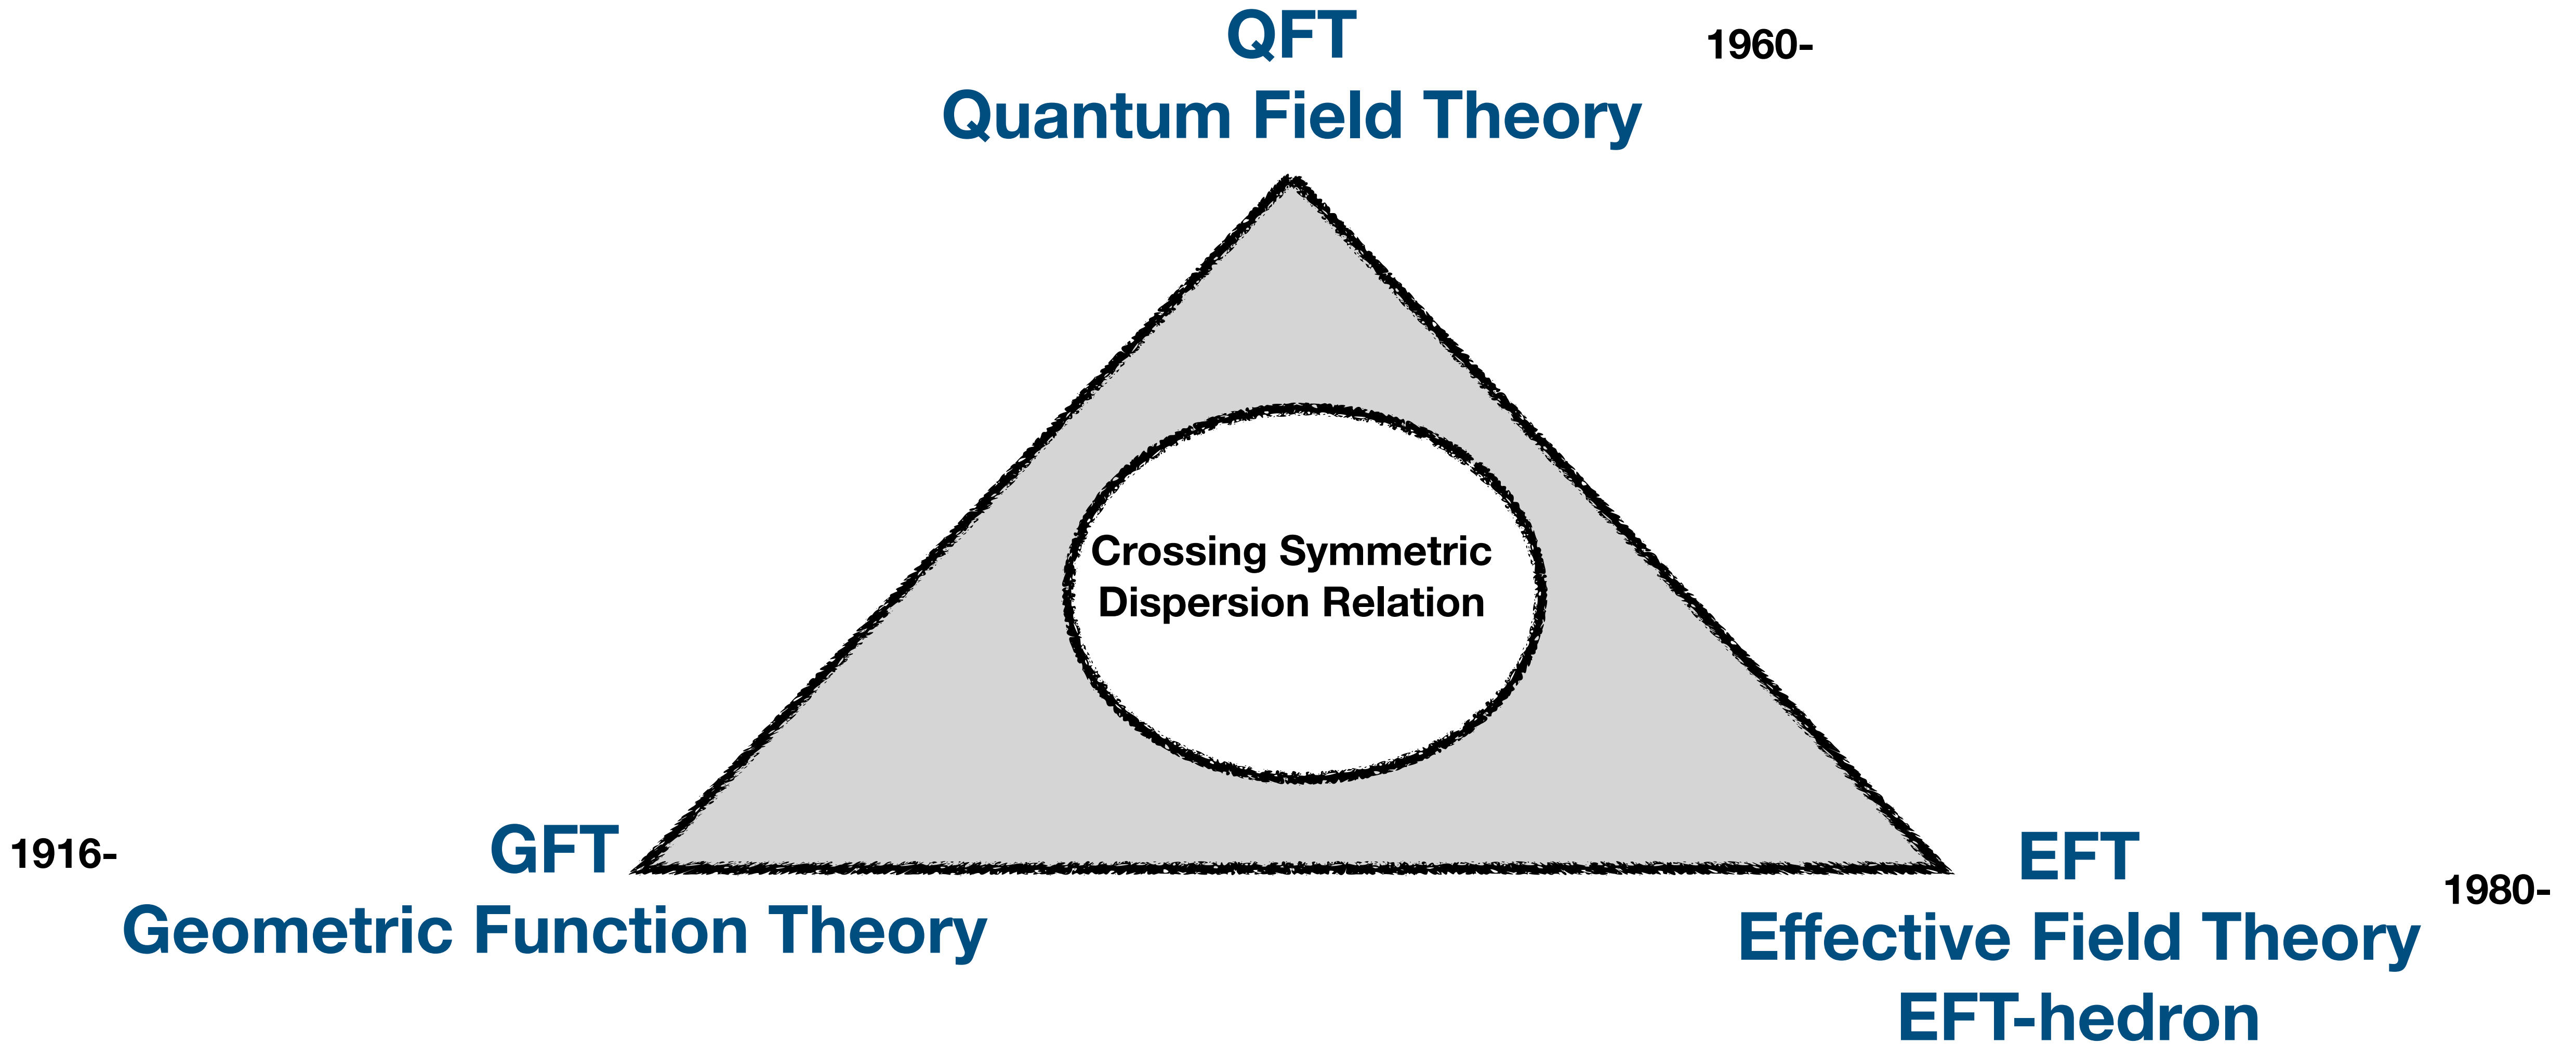 QFT
1960-
Quantum Field Theory
Crossing Symmetric
Dispersion Relation
1916-
GFT
Geometric Function Theory
EFT
1980-
Effective Field Theory
EFT-hedron